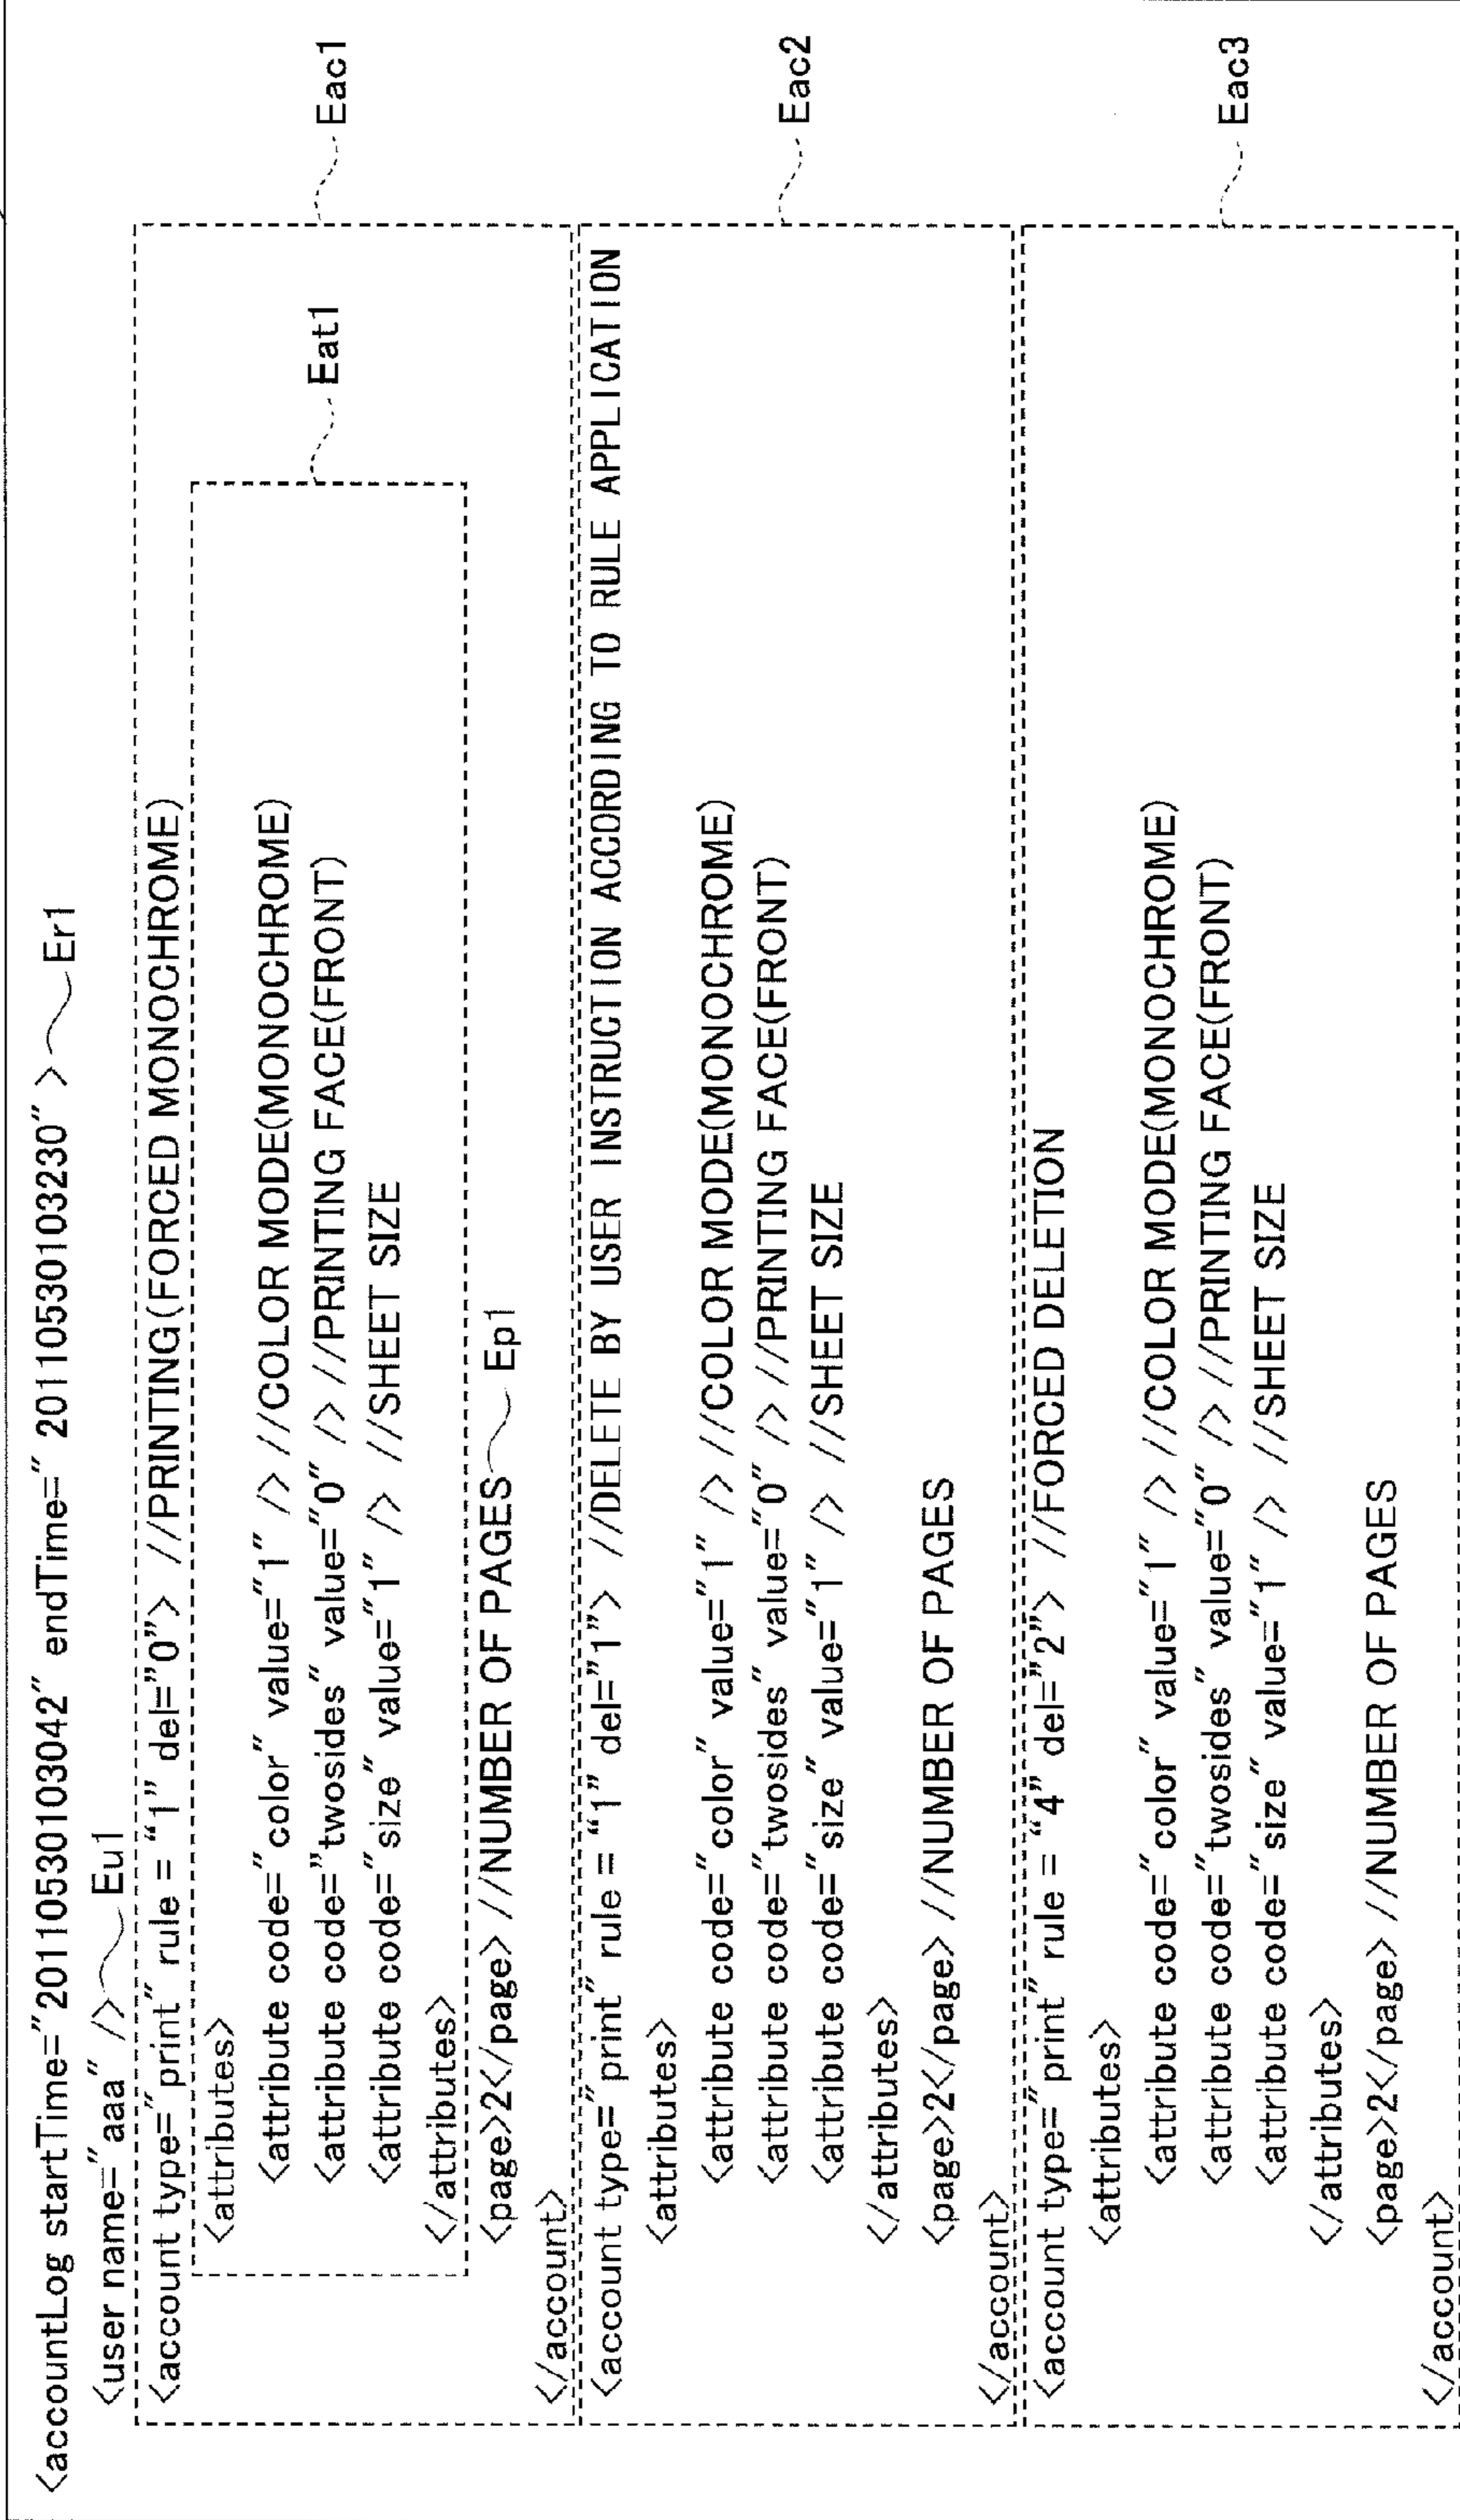 <accountLog startTime="20110530103042" endTime=" 20110530103230" > Er1
<user name="aaa" /> Eu1
<account type="print" rule = "1" del="0"> //PRINTING(FORCED MONOCHROME)
<attributes>
<attribute code="color" value="1" /> //COLOR MODE(MONOCHROME)
<attribute code="twosides" value="0" /> //PRINTING FACE(FRONT)
<attribute code="size" value="1" /> //SHEET SIZE
</attributes>
<page>2</page> //NUMBER OF PAGES Ep1
</account>
Eat1
Eac1
<account type="print" rule = "1" del="1"> //DELETE BY USER INSTRUCTION ACCORDING TO RULE APPLICATION
<attributes>
<attribute code="color" value="1" /> //COLOR MODE(MONOCHROME)
<attribute code="twosides" value="0" /> //PRINTING FACE(FRONT)
<attribute code="size" value="1" /> //SHEET SIZE
</attributes>
<page>2</page> //NUMBER OF PAGES
</account>
Eac2
<account type="print" rule = "4" del="2"> //FORCED DELETION
<attributes>
<attribute code="color" value="1" /> //COLOR MODE(MONOCHROME)
<attribute code="twosides" value="0" /> //PRINTING FACE(FRONT)
<attribute code="size" value="1" /> //SHEET SIZE
</attributes>
<page>2</page> //NUMBER OF PAGES
</account>
Eac3